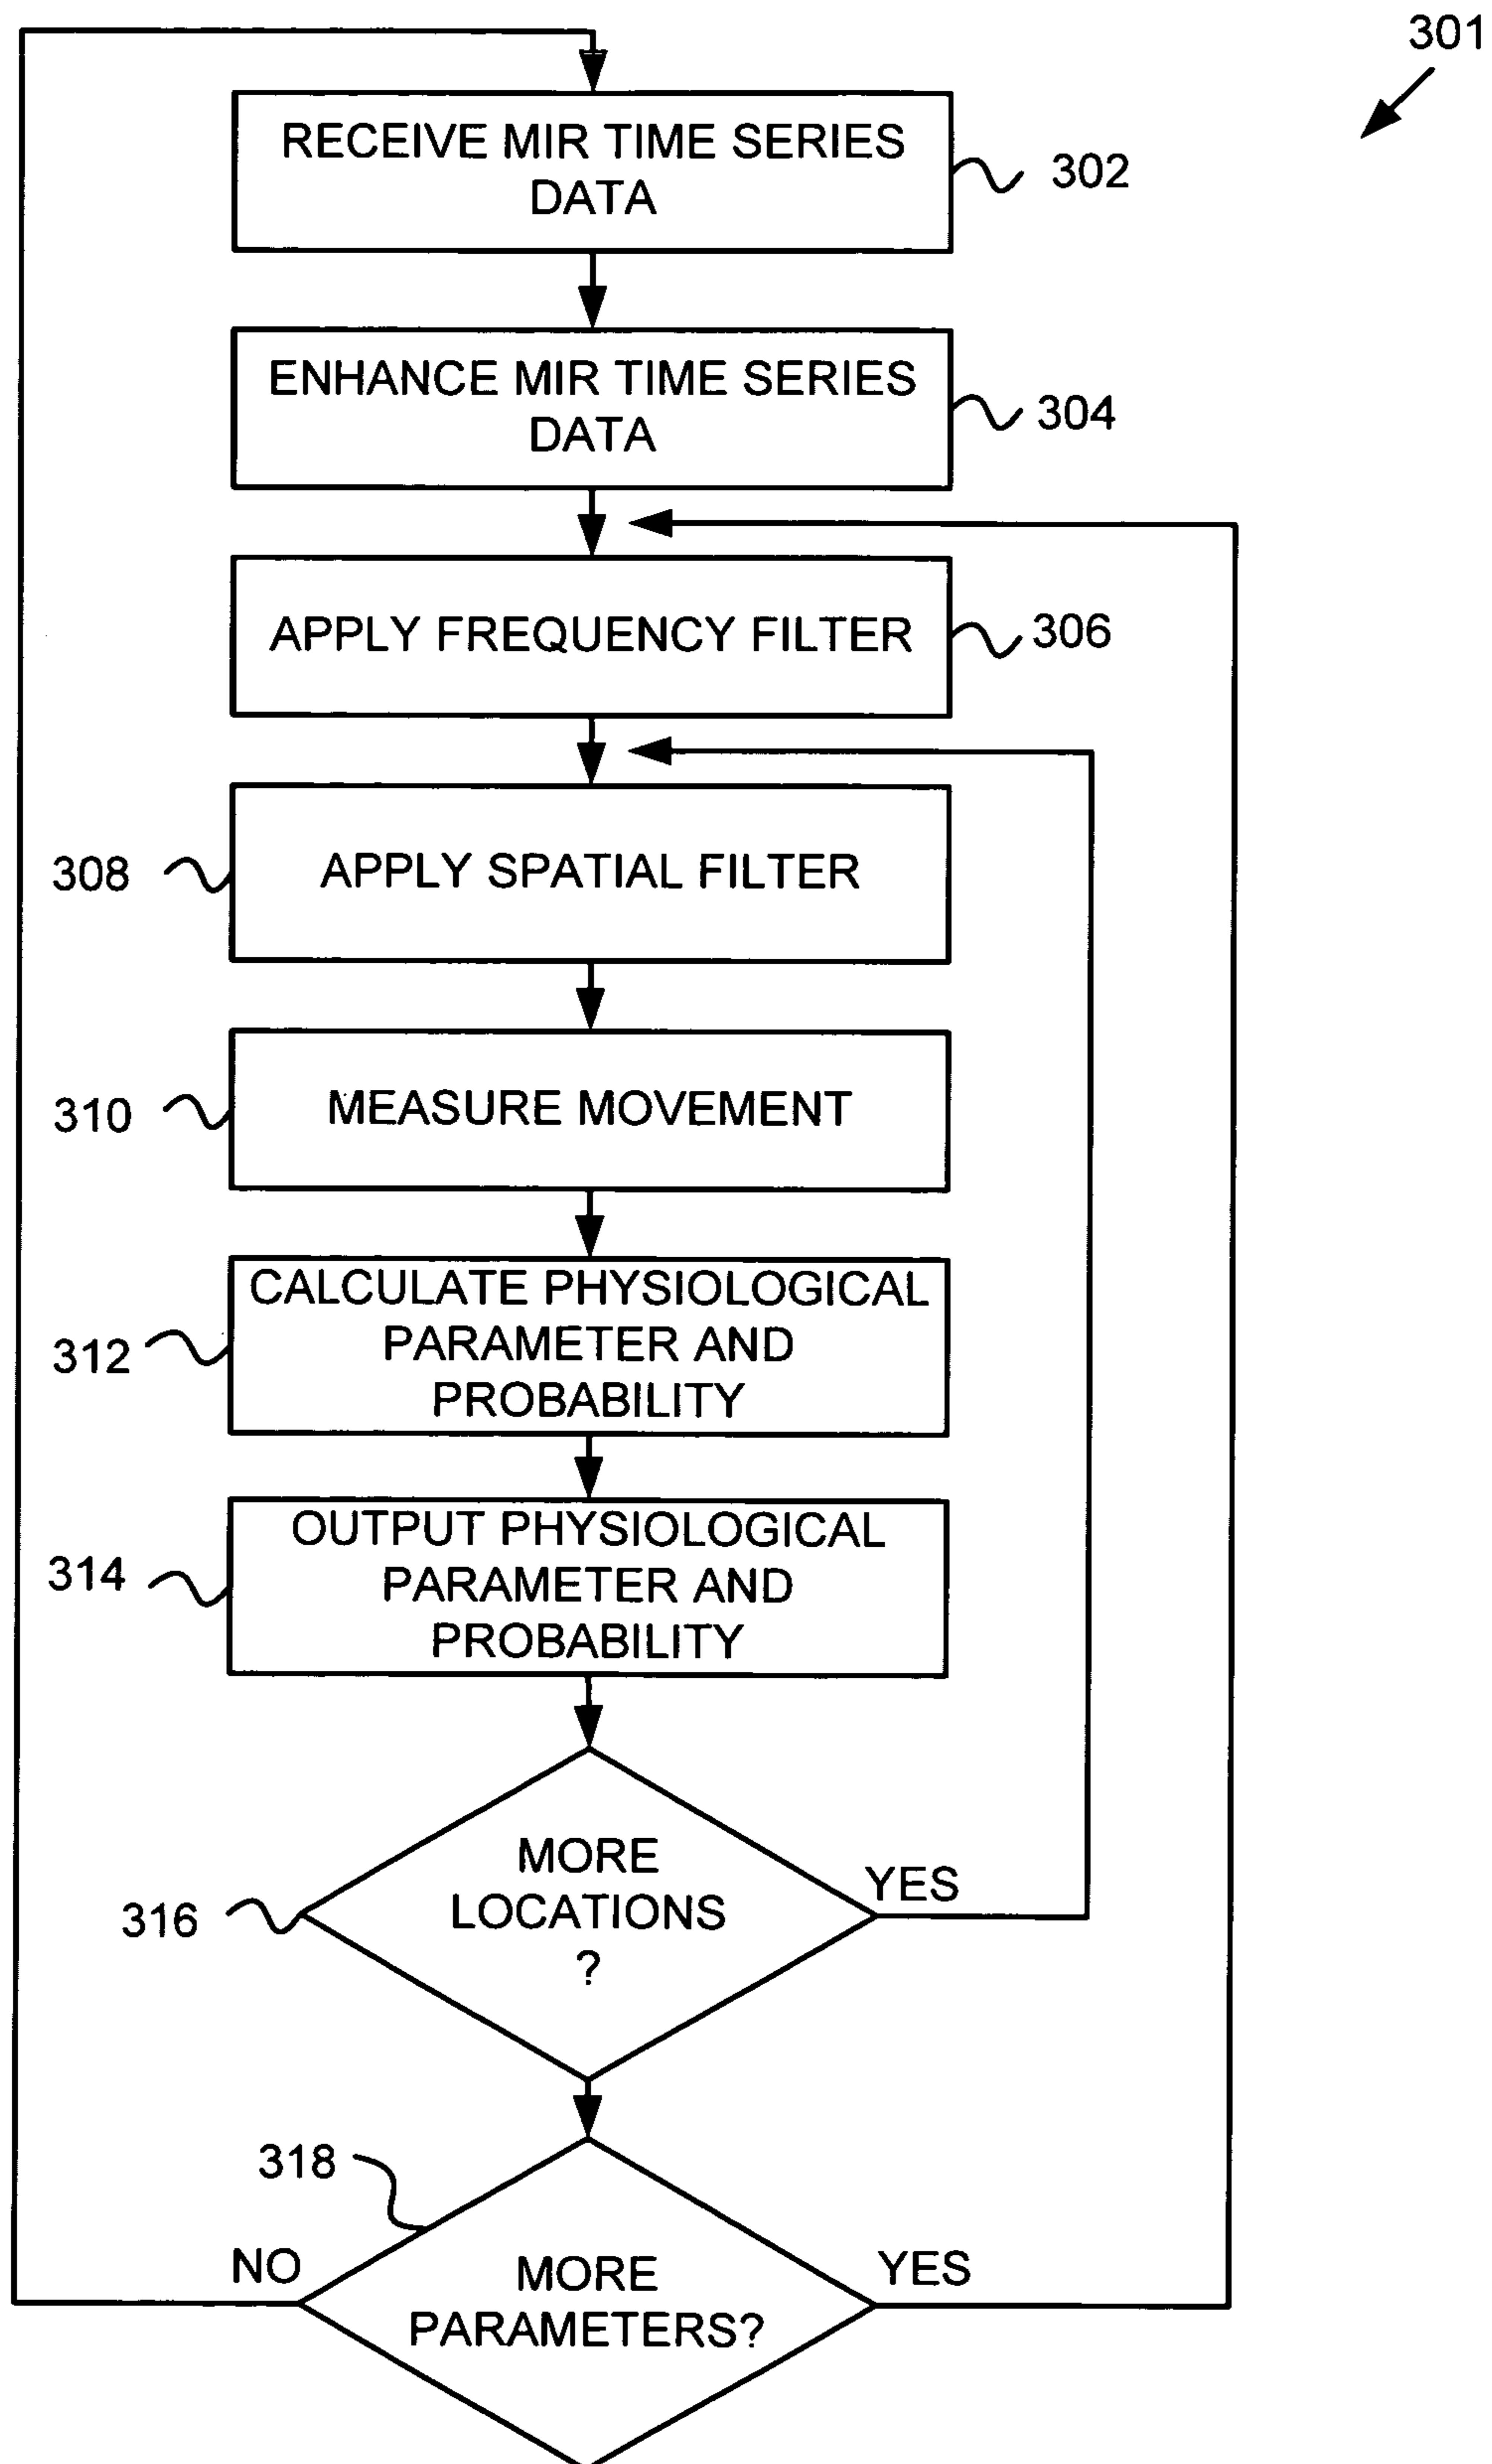 301
RECEIVE MIR TIME SERIES
DATA
302
ENHANCE MIR TIME SERIES
DATA
304
APPLY FREQUENCY FILTER
306
308
APPLY SPATIAL FILTER
310
MEASURE MOVEMENT
CALCULATE PHYSIOLOGICAL
PARAMETER AND
PROBABILITY
312
OUTPUT PHYSIOLOGICAL
PARAMETER AND
PROBABILITY
314
MORE
LOCATIONS
?
YES
316
318
NO
MORE
PARAMETERS?
YES